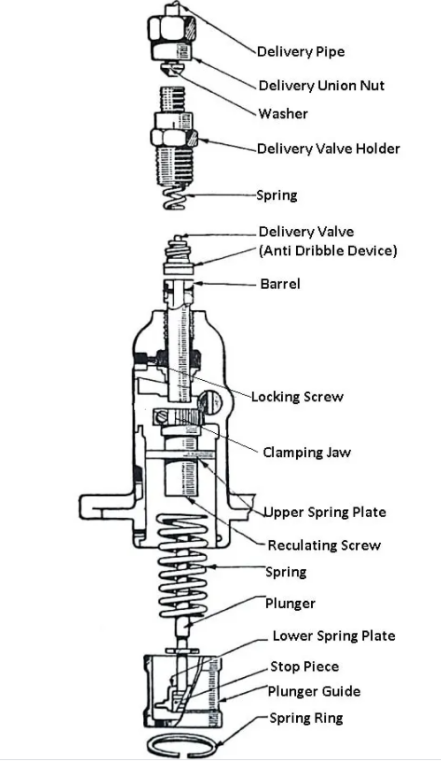 Delivery Pipe
Delivery Union Nut
Washer
Delivery Valve Holder
Spring
Delivery Valve
(Anti Dribble Device)
Barrel
Locking Screw
Clamping Jaw
Upper Spring Plate
Reculating Screw
Spring
Plunger
Lower Spring Plate
Stop Piece
Plunger Guide
Spring Ring